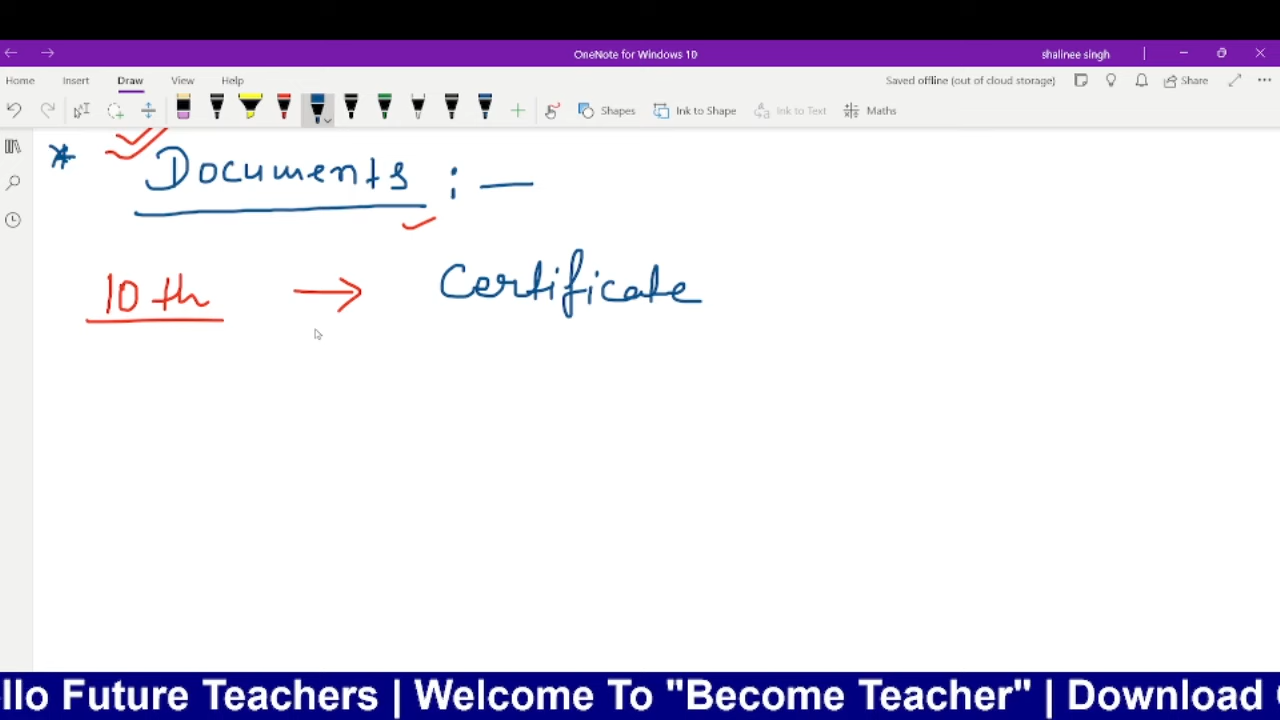 OneNote for Windows 10
shalinee singh
Home Insert Draw View Help
Saved offline (out of cloud storage)
Share
Shapes Ink to Shape Ink to Text Maths
* Documents : —
10 th → Certificate
llo Future Teachers | Welcome To "Become Teacher" | Download